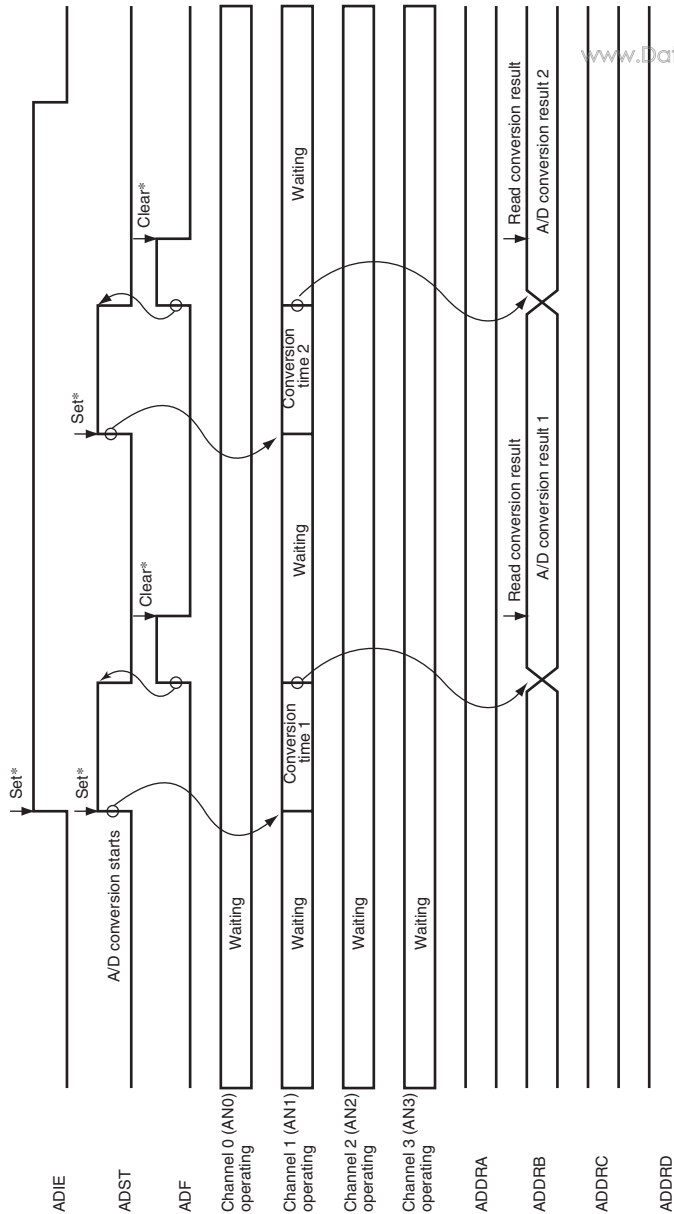 Set*
ADIE
Set*
Set*
A/D conversion starts
ADST
Clear*
Clear*
ADF
Channel 0 (AN0)
operating
Waiting
Channel 1 (AN1)
operating
Waiting
Conversion
time 1
Waiting
Conversion
time 2
Waiting
Channel 2 (AN2)
operating
Waiting
Channel 3 (AN3)
operating
Waiting
ADDRA
Read conversion result
Read conversion result
ADDRB
A/D conversion result 1
A/D conversion result 2
ADDRC
ADDRD
www.Dat